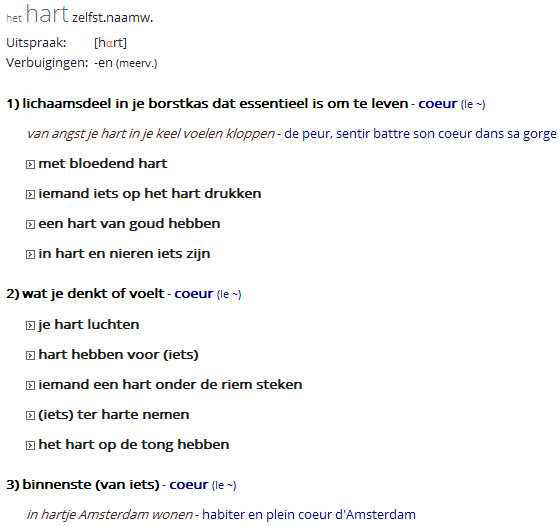 het hart zelfst.naamw.
Uitspraak: [hɑrt]
Verbuigingen: -en (meerv.)
1) lichaamsdeel in je borstkas dat essentieel is om te leven - coeur (le ~)
van angst je hart in je keel voelen kloppen - de peur, sentir battre son coeur dans sa gorge
met bloedend hart
iemand iets op het hart drukken
een hart van goud hebben
in hart en nieren iets zijn
2) wat je denkt of voelt - coeur (le ~)
je hart luchten
hart hebben voor (iets)
iemand een hart onder de riem steken
(iets) ter harte nemen
het hart op de tong hebben
3) binnenste (van iets) - coeur (le ~)
in hartje Amsterdam wonen - habiter en plein coeur d'Amsterdam